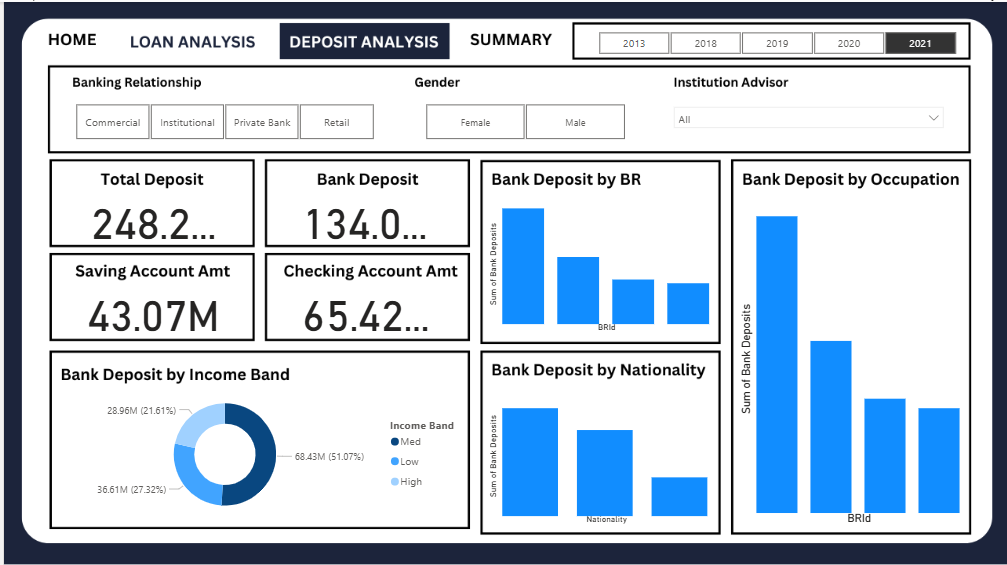 HOME LOAN ANALYSIS DEPOSIT ANALYSIS SUMMARY 2013 2018 2019 2020 2021
Banking Relationship Gender Institution Advisor
Commercial Institutional Private Bank Retail Female Male All
Total Deposit
248.2...
Bank Deposit
134.0...
Saving Account Amt
43.07M
Checking Account Amt
65.42...
Bank Deposit by BR
Sum of Bank Deposits
BRId
Bank Deposit by Occupation
Sum of Bank Deposits
BRId
Bank Deposit by Income Band
28.96M (21.61%)
68.43M (51.07%)
36.61M (27.32%)
Income Band
Med
Low
High
Bank Deposit by Nationality
Sum of Bank Deposits
Nationality